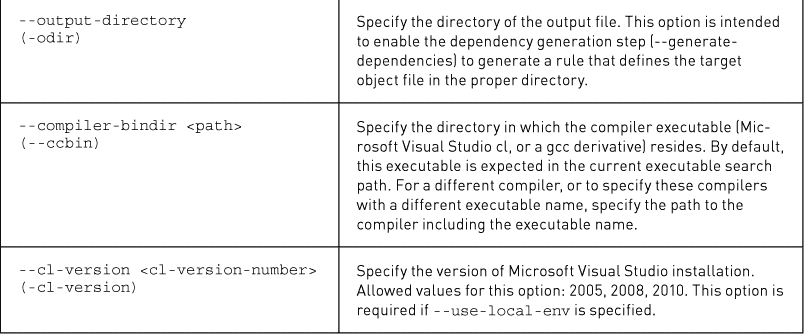 --output-directory
(-odir)
Specify the directory of the output file. This option is intended
to enable the dependency generation step (--generate-
dependencies) to generate a rule that defines the target
object file in the proper directory.
--compiler-bindir <path>
(--ccbin)
Specify the directory in which the compiler executable (Mic-
rosoft Visual Studio cl, or a gcc derivative) resides. By default,
this executable is expected in the current executable search
path. For a different compiler, or to specify these compilers
with a different executable name, specify the path to the
compiler including the executable name.
--cl-version <cl-version-number>
(-cl-version)
Specify the version of Microsoft Visual Studio installation.
Allowed values for this option: 2005, 2008, 2010. This option is
required if --use-local-env is specified.